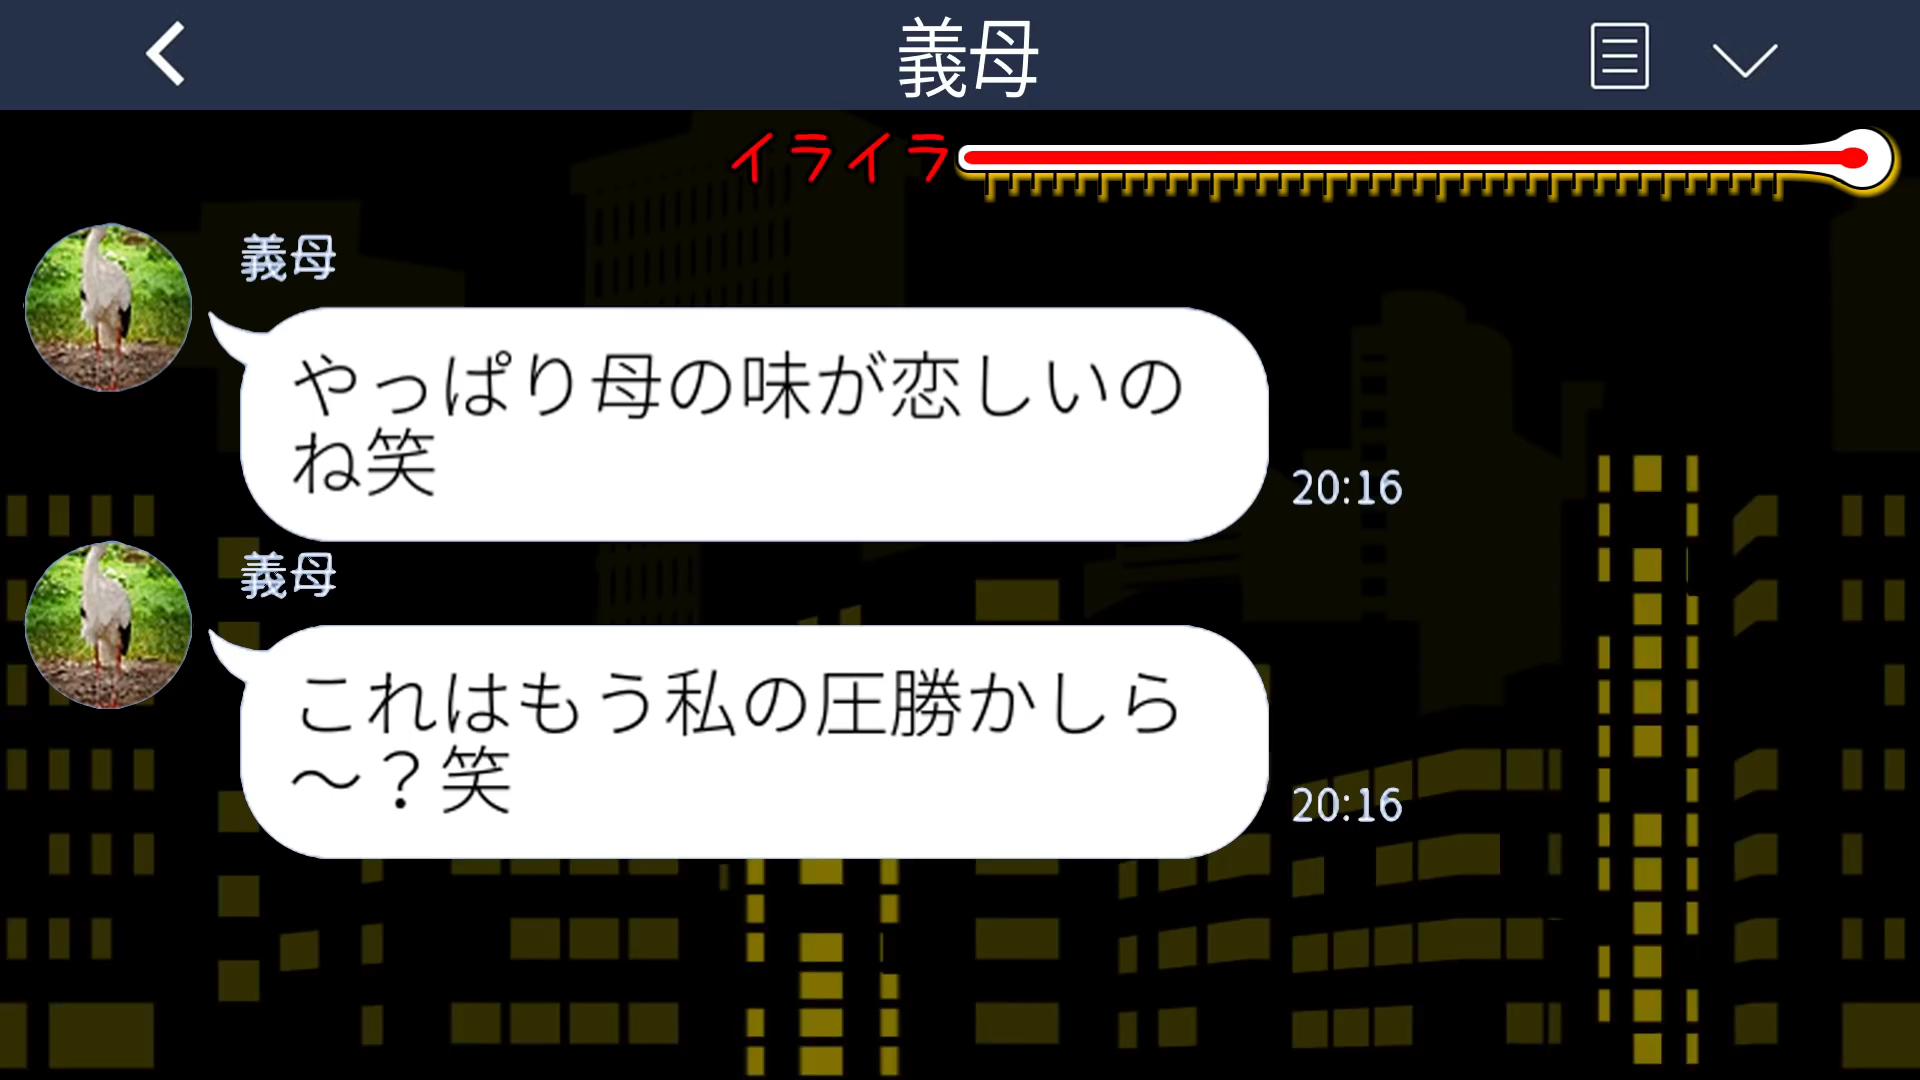 義母
イライラ
義母
やっぱり母の味が恋しいの
ね笑
20:16
義母
これはもう私の圧勝かしら
～？笑
20:16